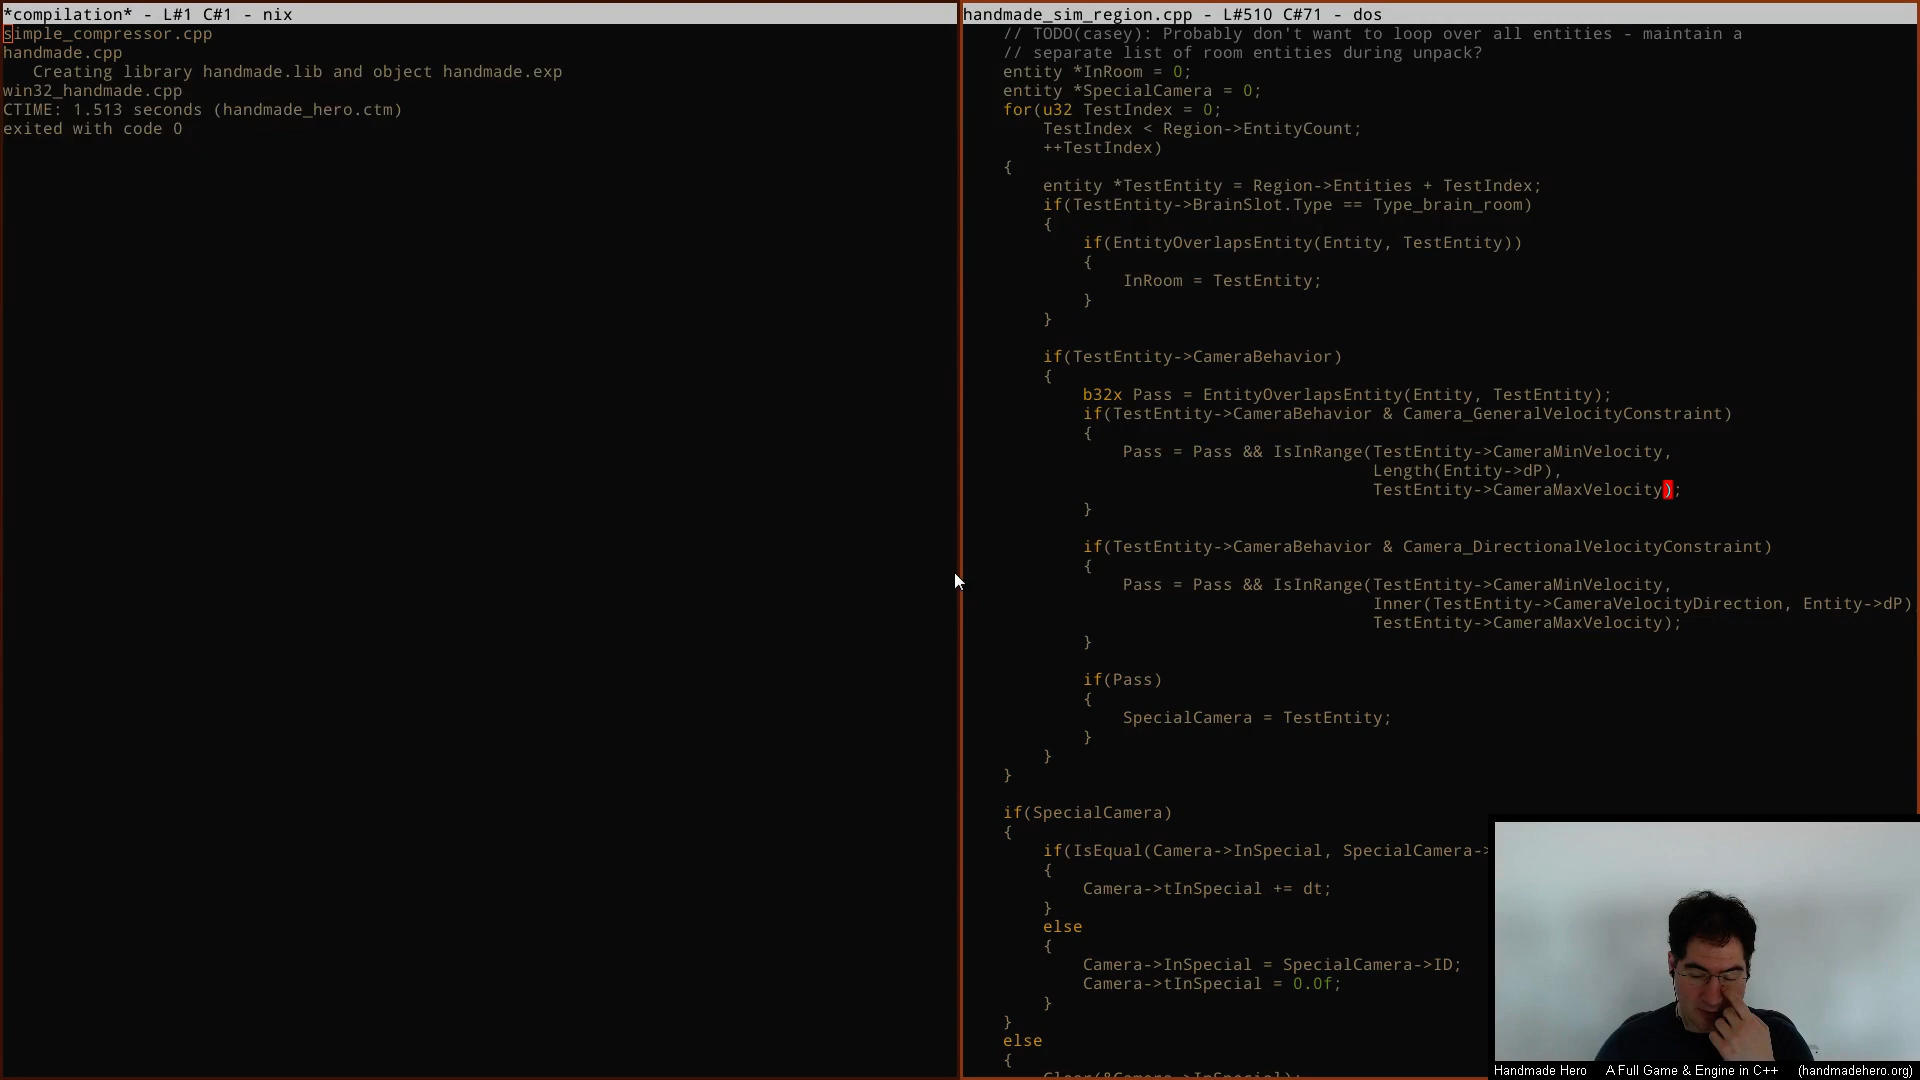 *compilation* - L#1 C#1 - nix
simple_compressor.cpp
handmade.cpp
Creating library handmade.lib and object handmade.exp
win32_handmade.cpp
CTIME: 1.513 seconds (handmade_hero.ctm)
exited with code 0
handmade_sim_region.cpp - L#510 C#71 - dos
// TODO(casey): Probably don't want to loop over all entities - maintain a
// separate list of room entities during unpack?
entity *InRoom = 0;
entity *SpecialCamera = 0;
for(u32 TestIndex = 0;
TestIndex < Region->EntityCount;
++TestIndex)
{
entity *TestEntity = Region->Entities + TestIndex;
if(TestEntity->BrainSlot.Type == Type_brain_room)
{
if(EntityOverlapsEntity(Entity, TestEntity))
{
InRoom = TestEntity;
}
}
if(TestEntity->CameraBehavior)
{
b32x Pass = EntityOverlapsEntity(Entity, TestEntity);
if(TestEntity->CameraBehavior & Camera_GeneralVelocityConstraint)
{
Pass = Pass && IsInRange(TestEntity->CameraMinVelocity,
Length(Entity->dP),
TestEntity->CameraMaxVelocity);
}
if(TestEntity->CameraBehavior & Camera_DirectionalVelocityConstraint)
{
Pass = Pass && IsInRange(TestEntity->CameraMinVelocity,
Inner(TestEntity->CameraVelocityDirection, Entity->dP)
TestEntity->CameraMaxVelocity);
}
if(Pass)
{
SpecialCamera = TestEntity;
}
}
}
if(SpecialCamera)
{
if(IsEqual(Camera->InSpecial, SpecialCamera->
{
Camera->tInSpecial += dt;
}
else
{
Camera->InSpecial = SpecialCamera->ID;
Camera->tInSpecial = 0.0f;
}
}
else
{
Clear(&Camera->InSpecial);
Handmade Hero A Full Game & Engine in C++ (handmadehero.org)